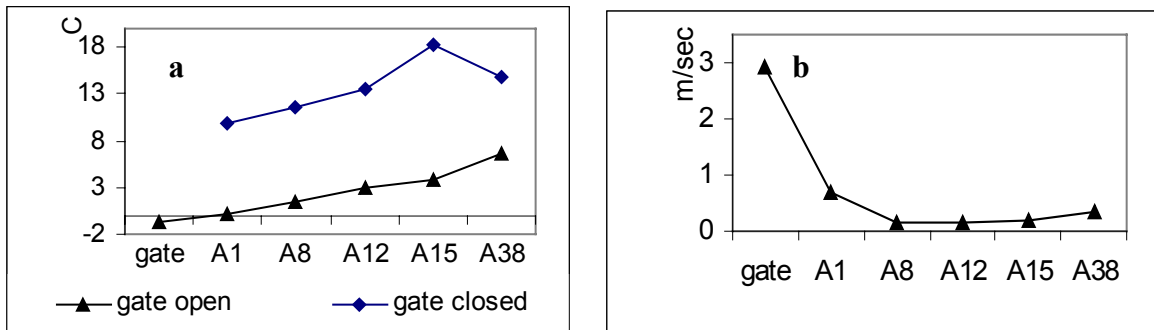 C
18
13
8
3
-2
a
gate A1 A8 A12 A15 A38
gate open gate closed
m/sec
3
2
1
0
b
gate A1 A8 A12 A15 A38